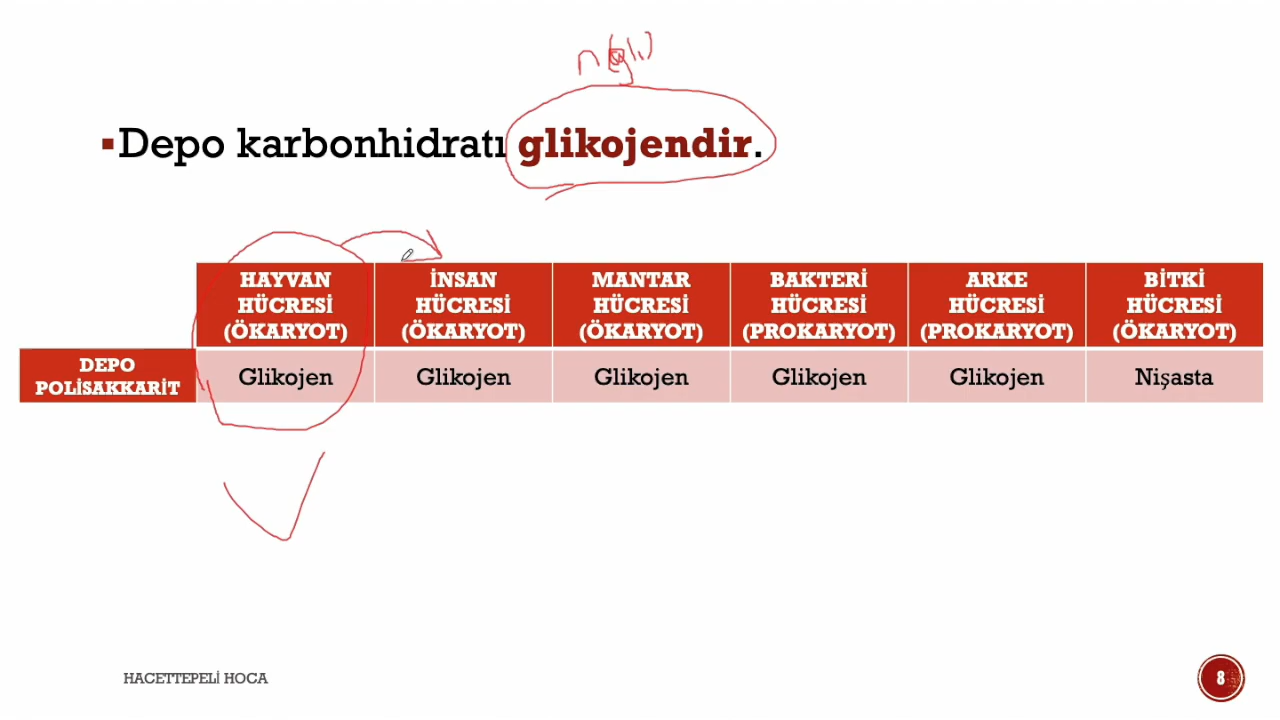 Depo karbonhidratı glikojendir.
HAYVAN HÜCRESİ (ÖKARYOT)
İNSAN HÜCRESİ (ÖKARYOT)
MANTAR HÜCRESİ (ÖKARYOT)
BAKTERİ HÜCRESİ (PROKARYOT)
ARKE HÜCRESİ (PROKARYOT)
BİTKİ HÜCRESİ (ÖKARYOT)
DEPO POLİSAKKARİT
Glikojen
Glikojen
Glikojen
Glikojen
Glikojen
Nişasta
HACETTEPELİ HOCA
8